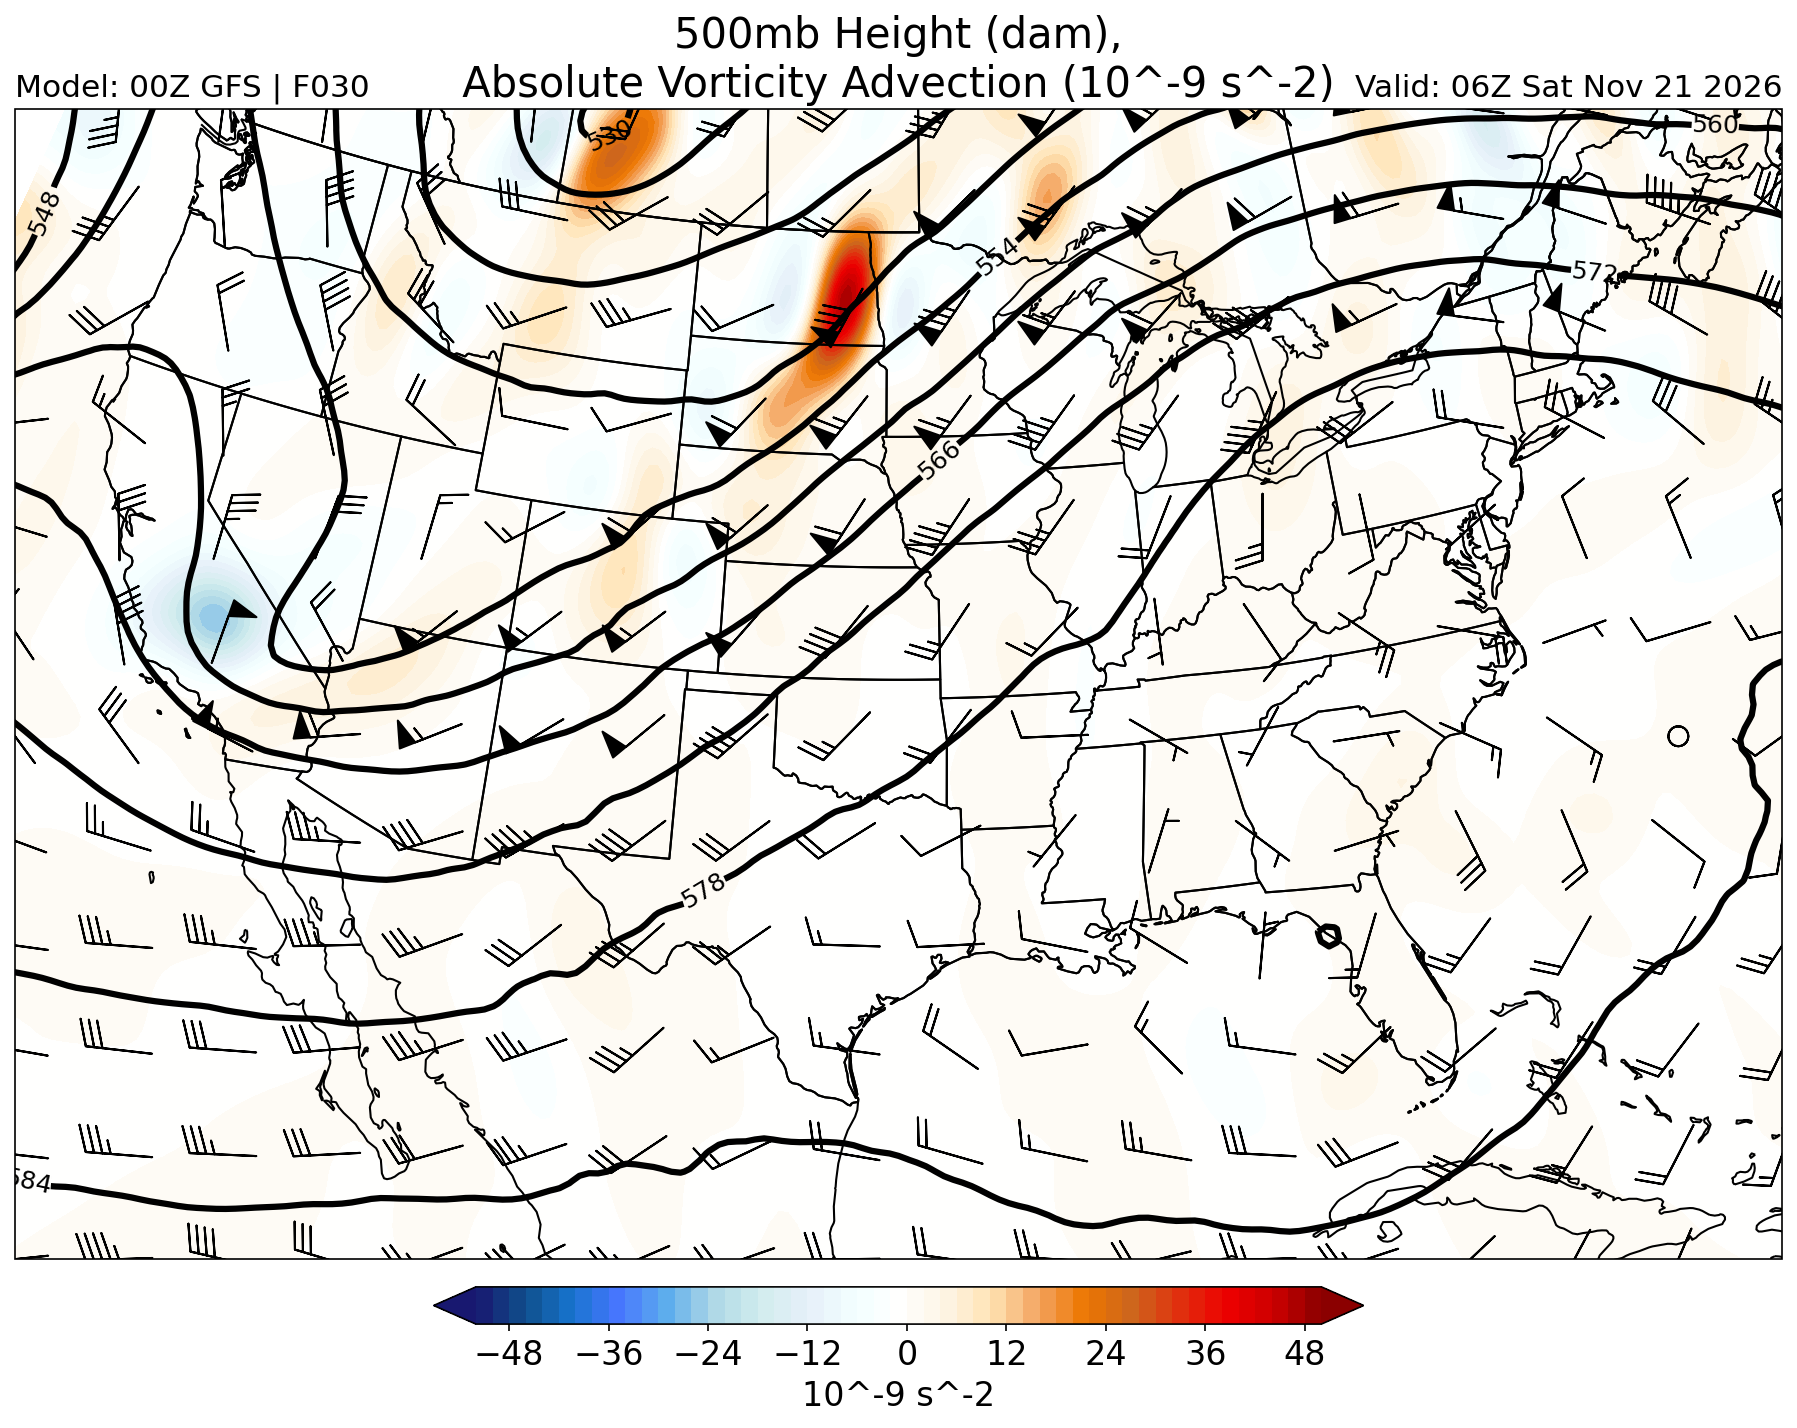 500mb Height (dam),
Model: 00Z GFS | F030 Absolute Vorticity Advection (10^-9 s^-2) Valid: 06Z Sat Nov 21 2026
530
560
548
554
572
566
578
584
−48 −36 −24 −12 0 12 24 36 48
10^-9 s^-2